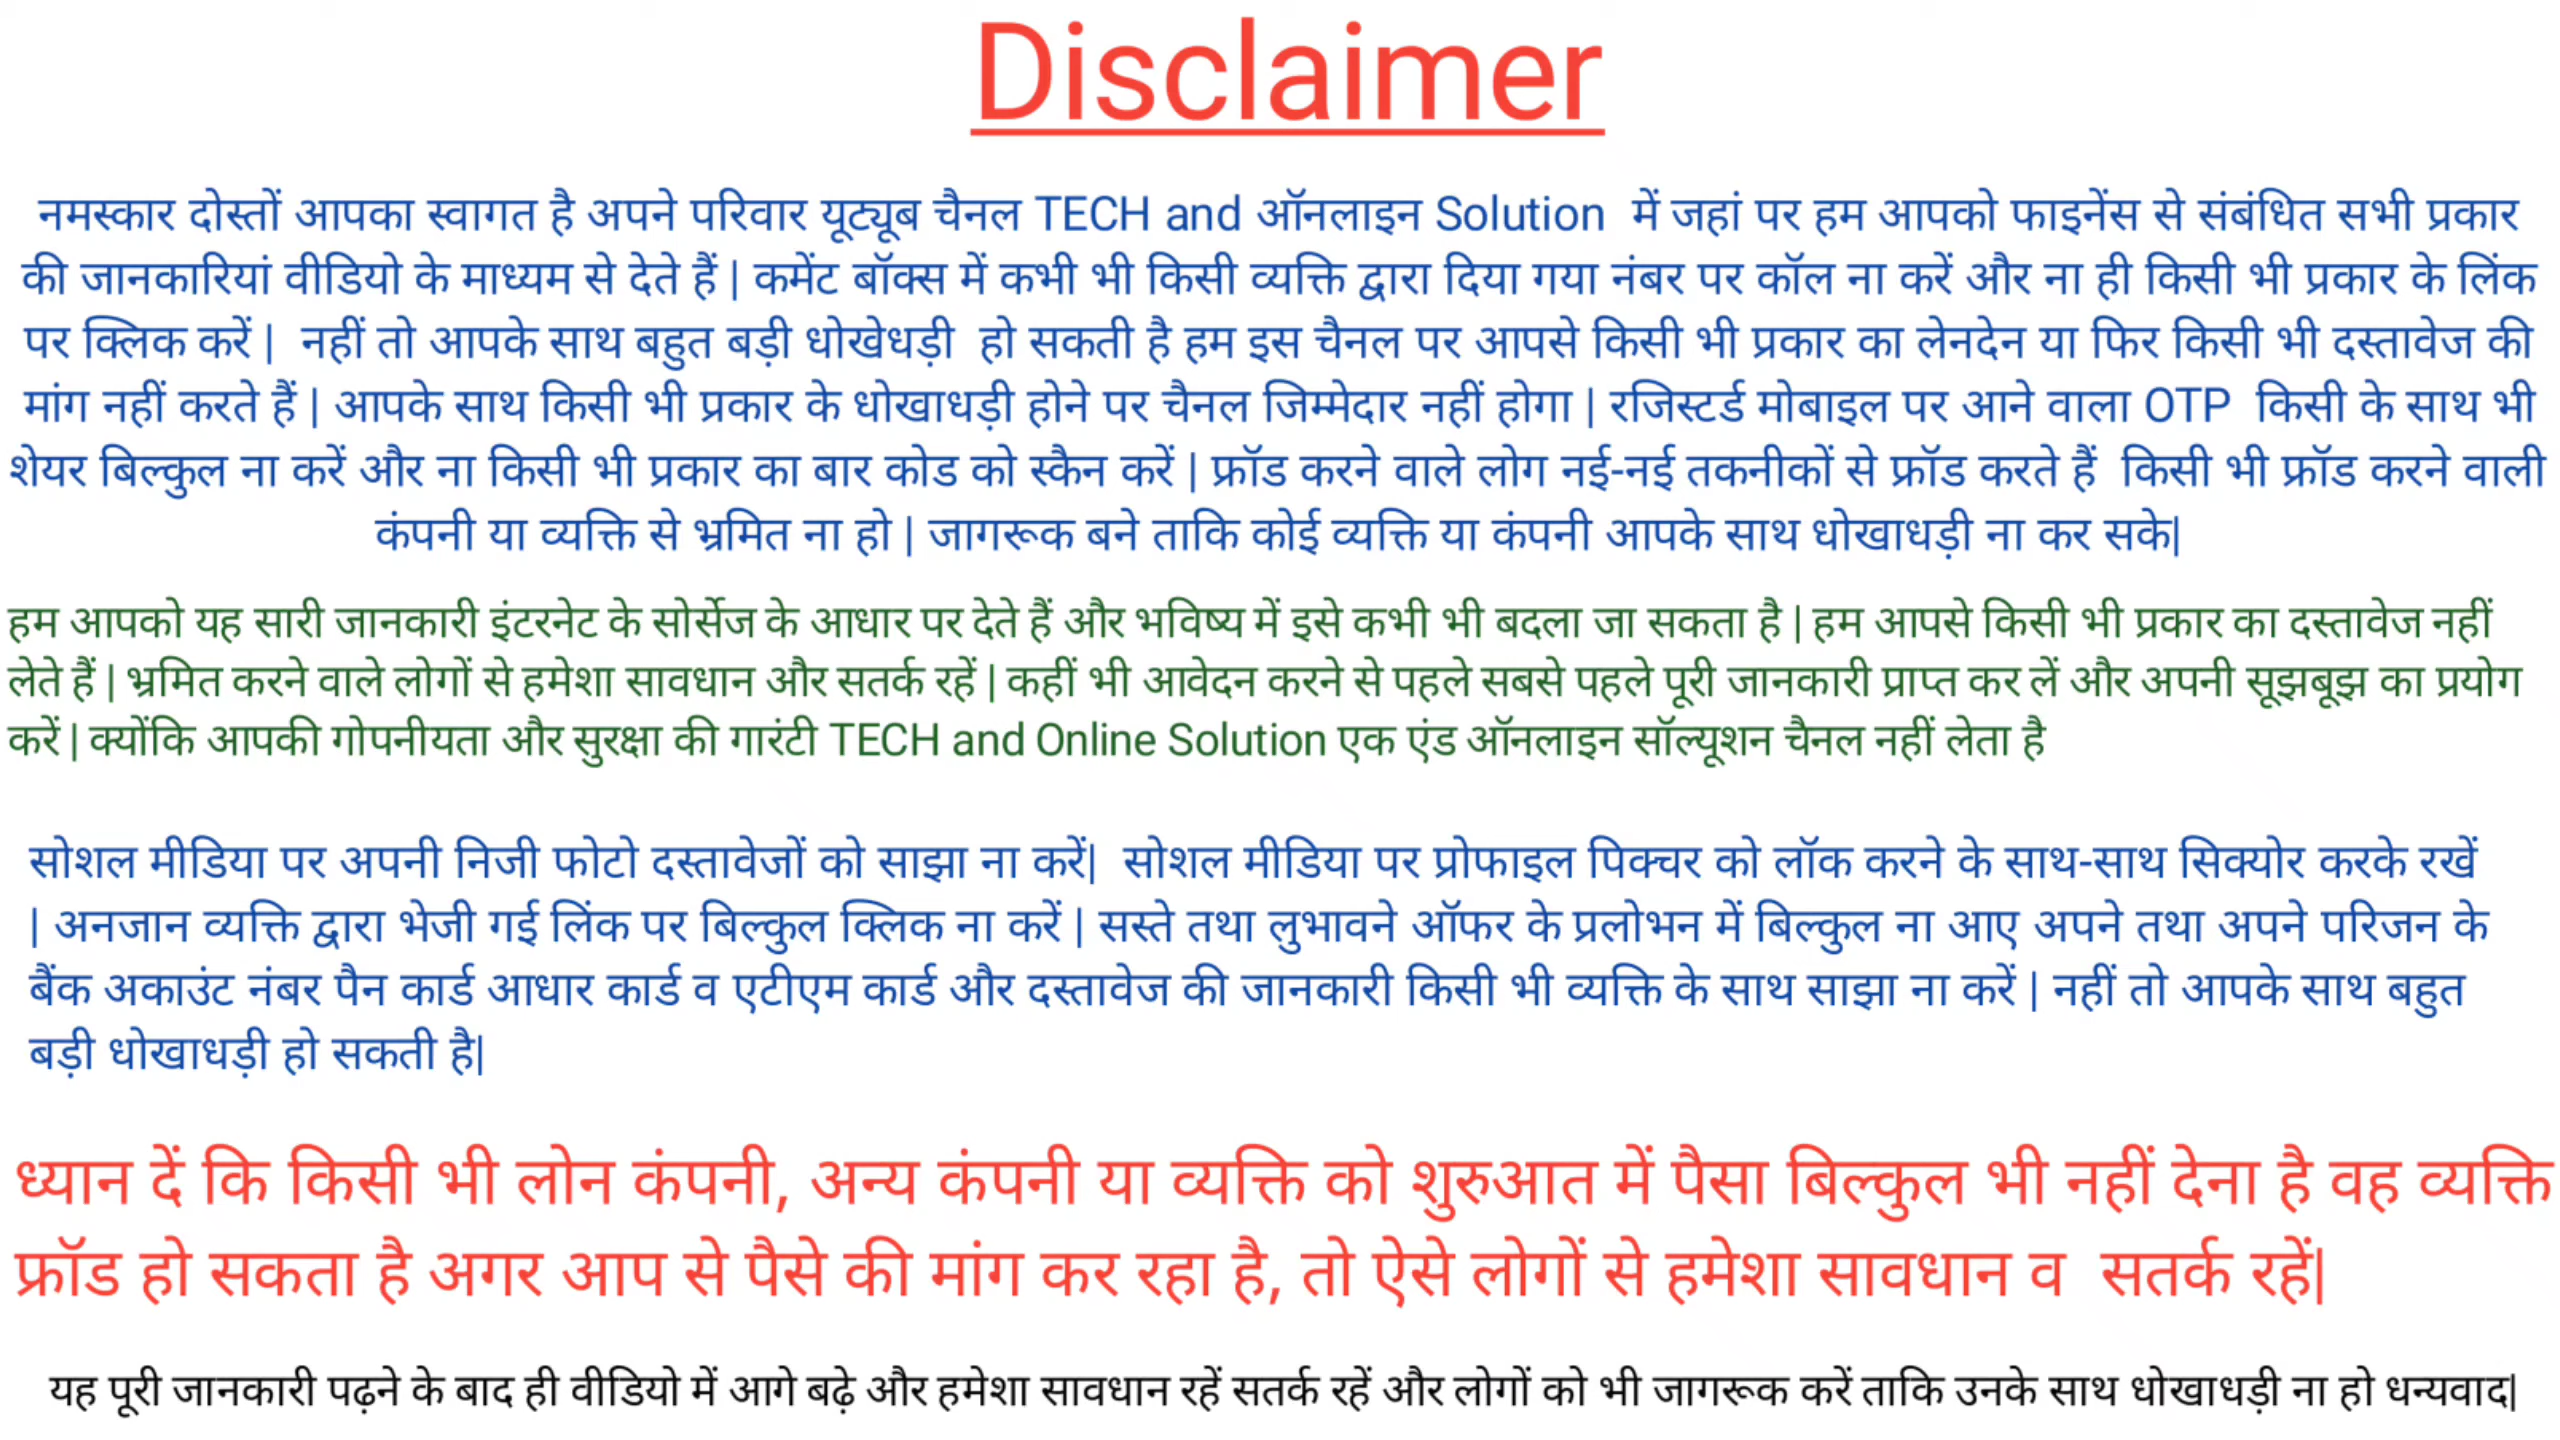 Disclaimer
नमस्कार दोस्तों आपका स्वागत है अपने परिवार यूट्यूब चैनल TECH and ऑनलाइन Solution में जहां पर हम आपको फाइनेंस से संबंधित सभी प्रकार
की जानकारियां वीडियो के माध्यम से देते हैं | कमेंट बॉक्स में कभी भी किसी व्यक्ति द्वारा दिया गया नंबर पर कॉल ना करें और ना ही किसी भी प्रकार के लिंक
पर क्लिक करें | नहीं तो आपके साथ बहुत बड़ी धोखेधड़ी हो सकती है हम इस चैनल पर आपसे किसी भी प्रकार का लेनदेन या फिर किसी भी दस्तावेज की
मांग नहीं करते हैं | आपके साथ किसी भी प्रकार के धोखाधड़ी होने पर चैनल जिम्मेदार नहीं होगा | रजिस्टर्ड मोबाइल पर आने वाला OTP किसी के साथ भी
शेयर बिल्कुल ना करें और ना किसी भी प्रकार का बार कोड को स्कैन करें | फ्रॉड करने वाले लोग नई-नई तकनीकों से फ्रॉड करते हैं किसी भी फ्रॉड करने वाली
कंपनी या व्यक्ति से भ्रमित ना हो | जागरूक बने ताकि कोई व्यक्ति या कंपनी आपके साथ धोखाधड़ी ना कर सके|
हम आपको यह सारी जानकारी इंटरनेट के सोर्सेज के आधार पर देते हैं और भविष्य में इसे कभी भी बदला जा सकता है | हम आपसे किसी भी प्रकार का दस्तावेज नहीं
लेते हैं | भ्रमित करने वाले लोगों से हमेशा सावधान और सतर्क रहें | कहीं भी आवेदन करने से पहले सबसे पहले पूरी जानकारी प्राप्त कर लें और अपनी सूझबूझ का प्रयोग
करें | क्योंकि आपकी गोपनीयता और सुरक्षा की गारंटी TECH and Online Solution एक एंड ऑनलाइन सॉल्यूशन चैनल नहीं लेता है
सोशल मीडिया पर अपनी निजी फोटो दस्तावेजों को साझा ना करें| सोशल मीडिया पर प्रोफाइल पिक्चर को लॉक करने के साथ-साथ सिक्योर करके रखें
| अनजान व्यक्ति द्वारा भेजी गई लिंक पर बिल्कुल क्लिक ना करें | सस्ते तथा लुभावने ऑफर के प्रलोभन में बिल्कुल ना आए अपने तथा अपने परिजन के
बैंक अकाउंट नंबर पैन कार्ड आधार कार्ड व एटीएम कार्ड और दस्तावेज की जानकारी किसी भी व्यक्ति के साथ साझा ना करें | नहीं तो आपके साथ बहुत
बड़ी धोखाधड़ी हो सकती है|
ध्यान दें कि किसी भी लोन कंपनी, अन्य कंपनी या व्यक्ति को शुरुआत में पैसा बिल्कुल भी नहीं देना है वह व्यक्ति
फ्रॉड हो सकता है अगर आप से पैसे की मांग कर रहा है, तो ऐसे लोगों से हमेशा सावधान व सतर्क रहें|
यह पूरी जानकारी पढ़ने के बाद ही वीडियो में आगे बढ़े और हमेशा सावधान रहें सतर्क रहें और लोगों को भी जागरूक करें ताकि उनके साथ धोखाधड़ी ना हो धन्यवाद|